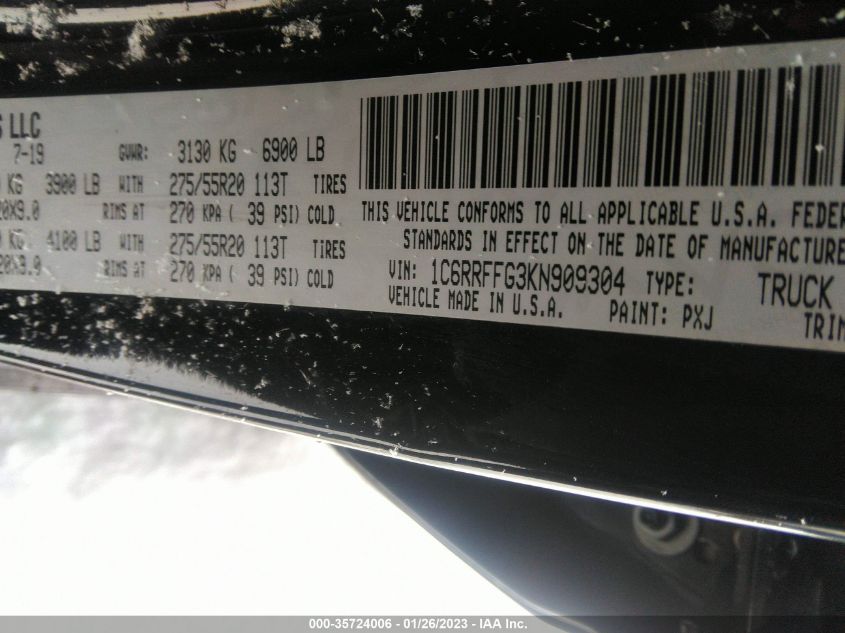 S LLC
7-19 GVWR: 3130 KG 6900 LB
KG 3900 LB WITH 275/55R20 113T TIRES
20X9.0 RIMS AT 270 KPA ( 39 PSI) COLD
KG 4100 LB WITH 275/55R20 113T TIRES
20X9.0 RIMS AT 270 KPA ( 39 PSI) COLD
THIS VEHICLE CONFORMS TO ALL APPLICABLE U.S.A. FEDER
STANDARDS IN EFFECT ON THE DATE OF MANUFACTURE
VIN: 1C6RRFFG3KN909304 TYPE: TRUCK
VEHICLE MADE IN U.S.A. PAINT: PXJ TRIM
000-35724006 - 01/26/2023 - IAA Inc.